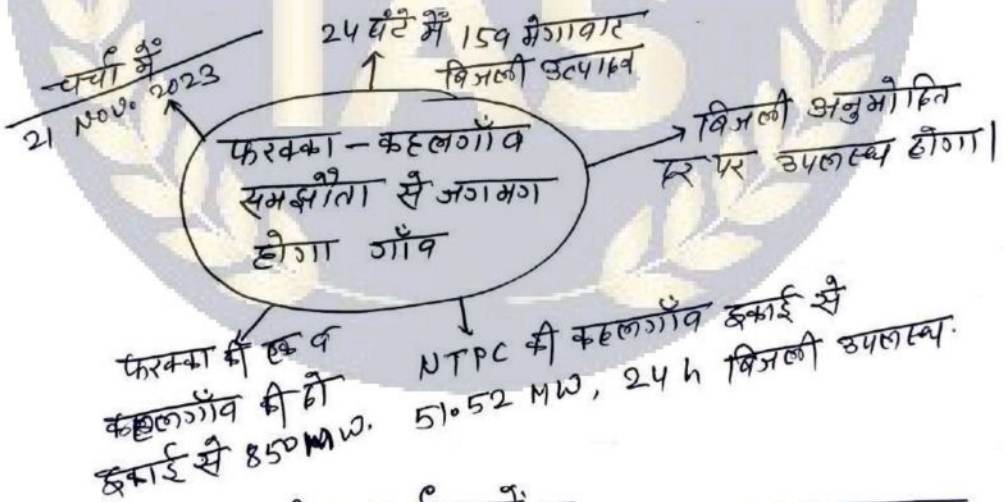 चर्चा में
21 Nov. 2023
24 घंटे में 159 मेगावाट
बिजली उत्पादन
फरक्का - कहलगाँव
समझौता से जगमग
होगा गाँव
बिजली अनुमोदित
दर पर उपलब्ध होगा।
फरक्का की एक व
कहलगाँव की दो
इकाई से 850 MW.
NTPC की कहलगाँव इकाई से
51.52 MW, 24 h बिजली उपलब्ध.